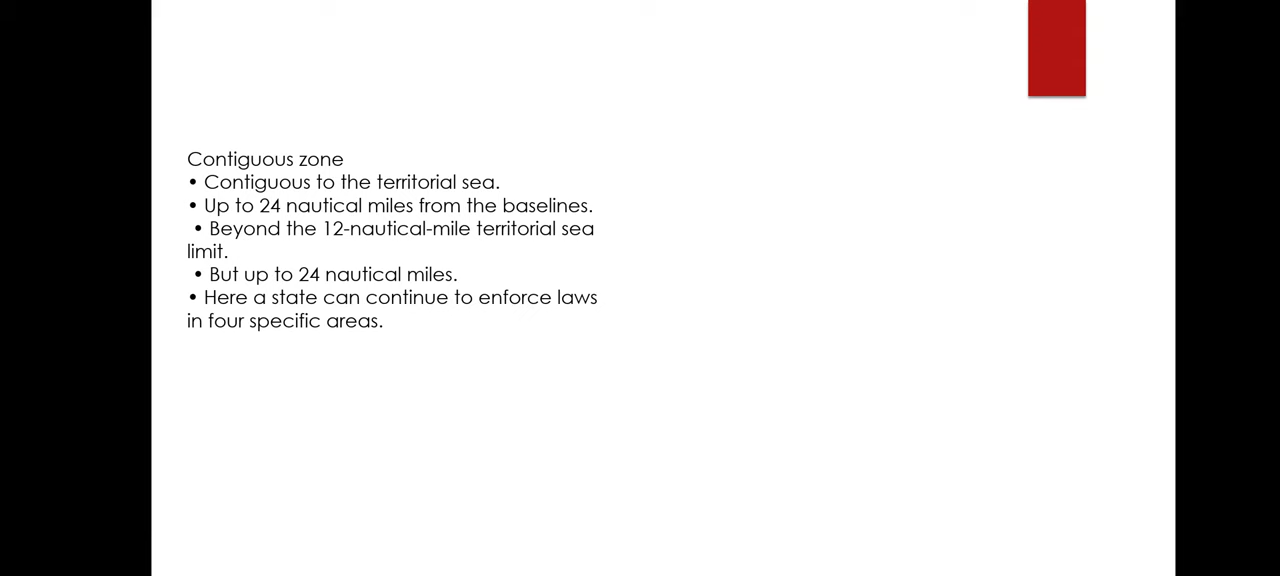 Contiguous zone
• Contiguous to the territorial sea.
• Up to 24 nautical miles from the baselines.
• Beyond the 12-nautical-mile territorial sea
limit.
• But up to 24 nautical miles.
• Here a state can continue to enforce laws
in four specific areas.